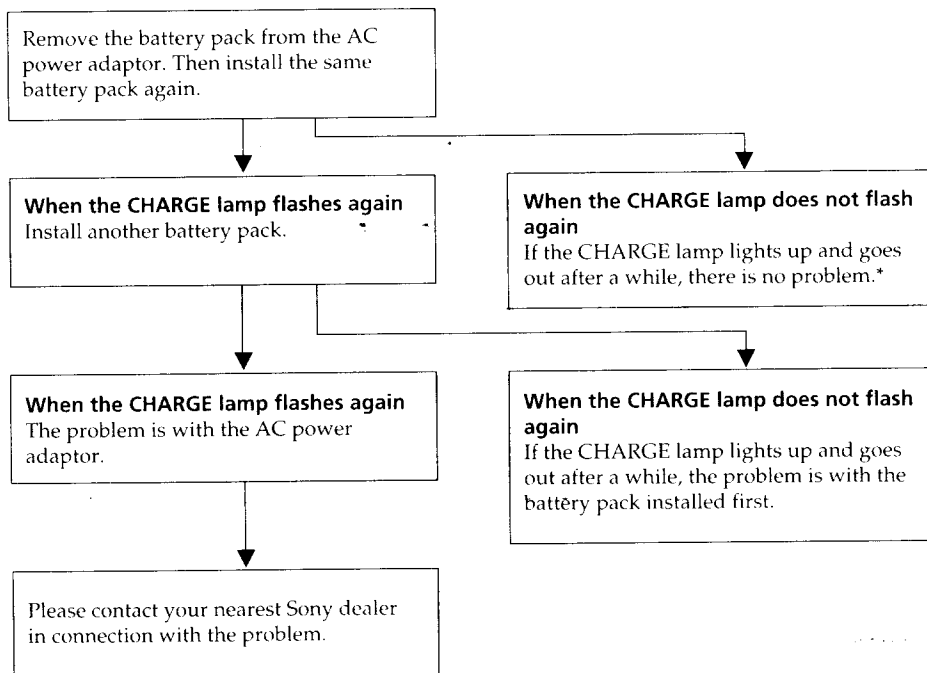 Remove the battery pack from the AC
power adaptor. Then install the same
battery pack again.
When the CHARGE lamp flashes again
Install another battery pack.
When the CHARGE lamp does not flash
again
If the CHARGE lamp lights up and goes
out after a while, there is no problem.*
When the CHARGE lamp flashes again
The problem is with the AC power
adaptor.
When the CHARGE lamp does not flash
again
If the CHARGE lamp lights up and goes
out after a while, the problem is with the
battery pack installed first.
Please contact your nearest Sony dealer
in connection with the problem.